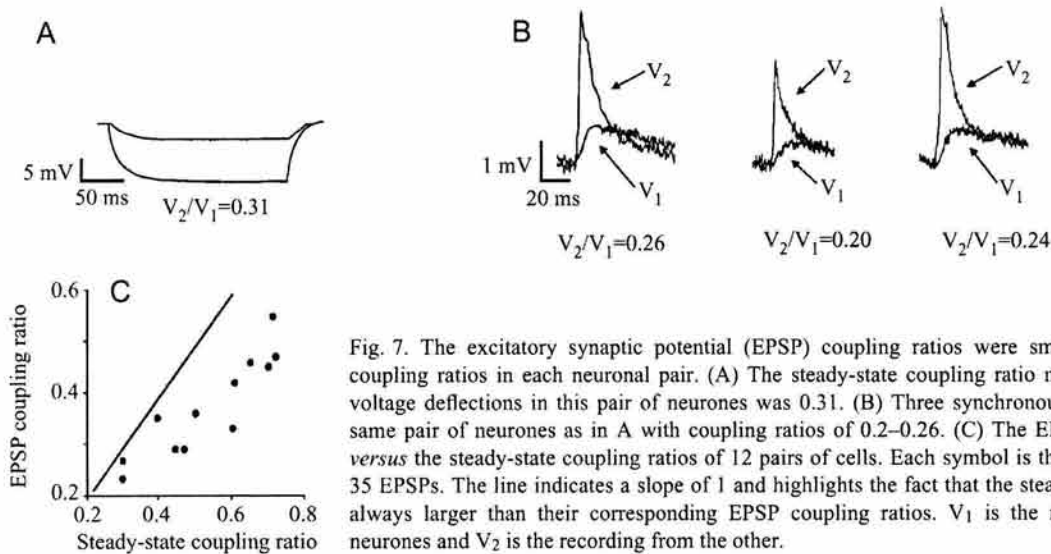 A
5 mV
50 ms
V₂/V₁=0.31
B
V₂
V₁
1 mV
20 ms
V₂/V₁=0.26
V₂
V₁
V₂/V₁=0.20
V₂
V₁
V₂/V₁=0.24
C
EPSP coupling ratio
0.6
0.4
0.2
0.2 0.4 0.6 0.8
Steady-state coupling ratio
Fig. 7. The excitatory synaptic potential (EPSP) coupling ratios were
coupling ratios in each neuronal pair. (A) The steady-state coupling ratio
voltage deflections in this pair of neurones was 0.31. (B) Three
same pair of neurones as in A with coupling ratios of 0.2–0.26. (C) The
versus the steady-state coupling ratios of 12 pairs of cells. Each symbol is
35 EPSPs. The line indicates a slope of 1 and highlights the fact that the
always larger than their corresponding EPSP coupling ratios. V₁ is the
neurones and V₂ is the recording from the other.